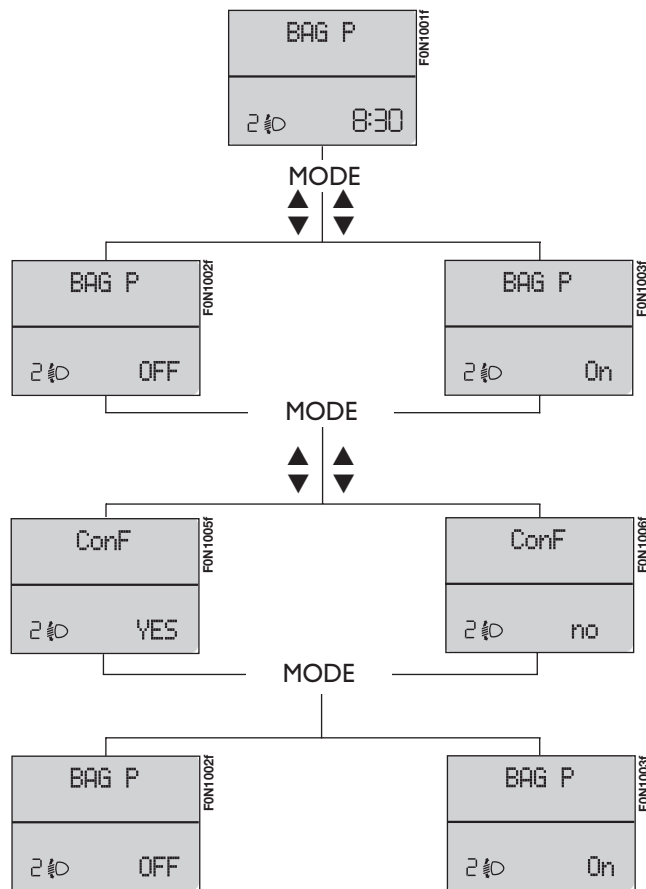 BAG P
F0N1001f
2 8:30
MODE
BAG P
F0N1002f
2 OFF
BAG P
F0N1003f
2 On
MODE
ConF
F0N1005f
2 YES
ConF
F0N1006f
2 no
MODE
BAG P
F0N1002f
2 OFF
BAG P
F0N1003f
2 On